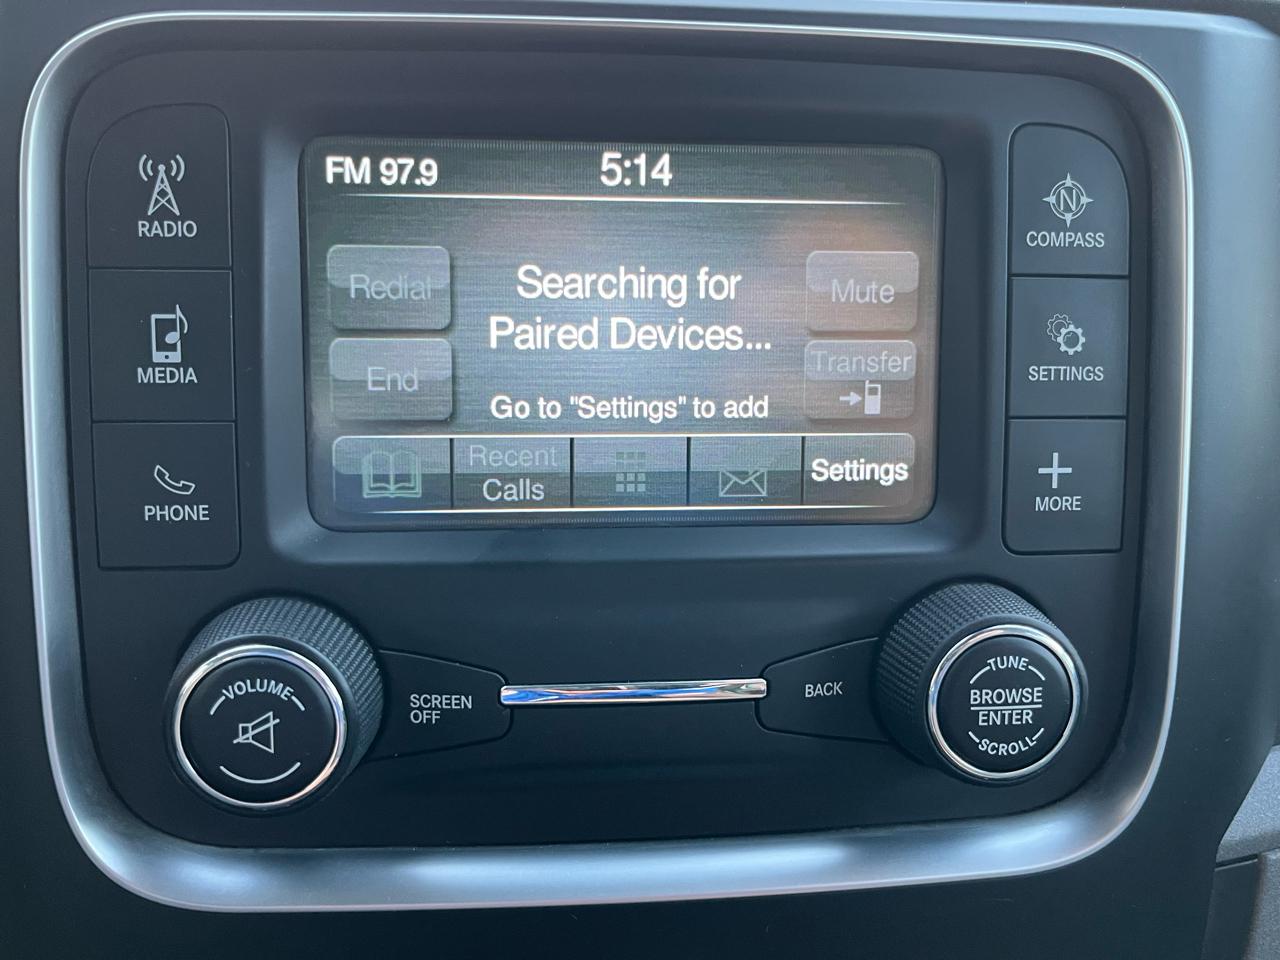 FM 97.9
5:14
RADIO
MEDIA
PHONE
Redial
End
Searching for
Paired Devices...
Go to "Settings" to add
Mute
Transfer
Recent
Calls
Settings
N
COMPASS
SETTINGS
MORE
VOLUME
SCREEN
OFF
BACK
TUNE
BROWSE
ENTER
SCROLL